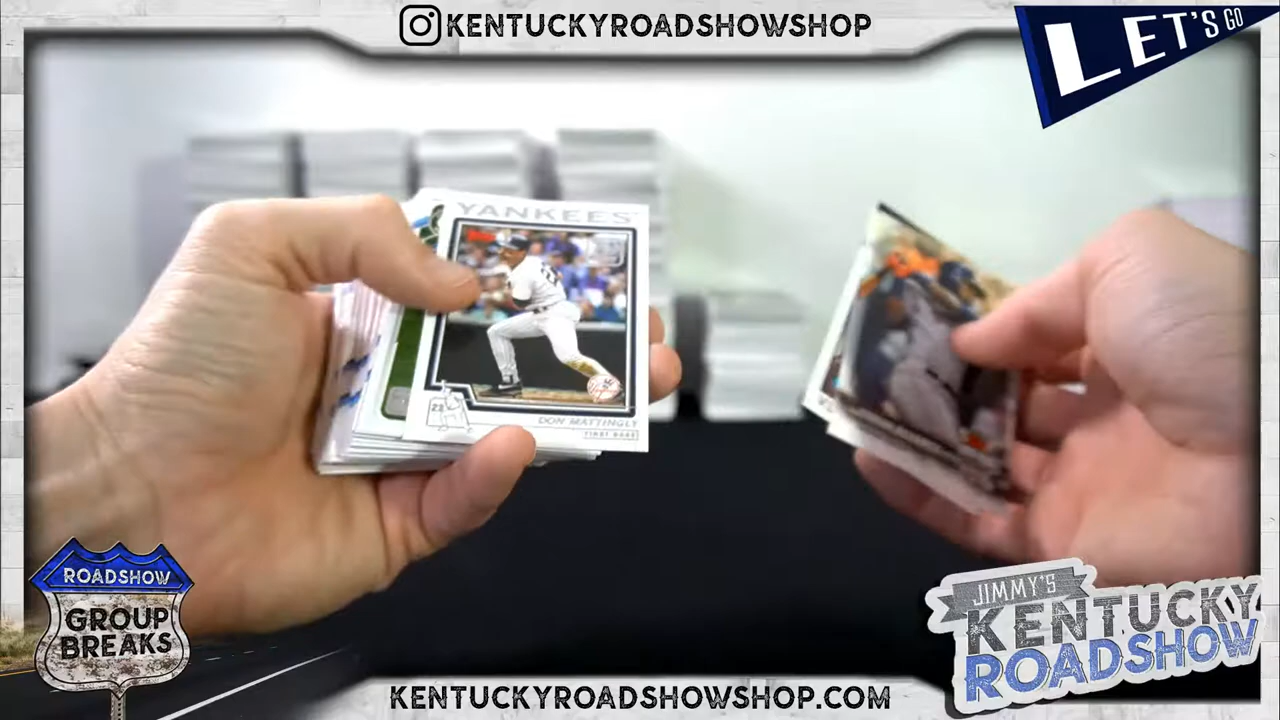 KENTUCKYROADSHOWSHOP
LET'S GO
YANKEES
DON MATTINGLY
FIRST BASE
ROADSHOW
GROUP
BREAKS
JIMMY'S
KENTUCKY
ROADSHOW
KENTUCKYROADSHOWSHOP.COM